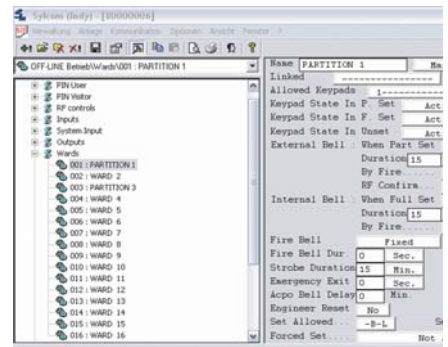 Sykom (Indy) - [00000006]
Verwaltung Anlage Kommunikation Optionen Ansicht Fenster ?
OFF-LINE Betrieb\Wards\001 : PARTITION 1
PIN User
PIN Visitor
RF controls
Inputs
System Input
Outputs
Wards
001 : PARTITION 1
002 : WARD 2
003 : PARTITION 3
004 : WARD 4
005 : WARD 5
006 : WARD 6
007 : WARD 7
008 : WARD 8
009 : WARD 9
010 : WARD 10
011 : WARD 11
012 : WARD 12
013 : WARD 13
014 : WARD 14
015 : WARD 15
016 : WARD 16
Name PARTITION 1 Ma
Linked ----------------
Allowed Keypads 1---------
Keypad State In P. Set Act
Keypad State In F. Set Act
Keypad State In Unset Act
External Bell : When Part Set
Duration 15
By Fire......
RF Confirm...
Internal Bell : When Full Set
Duration 15
By Fire......
Fire Bell Fixed
Fire Bell Dur. 0 Sec.
Strobe Duration 15 Min.
Emergency Exit 0 Sec.
Acpo Bell Delay 0 Min.
Engineer Reset No
Set Allowed... -B-L Se
Forced Set..... Not